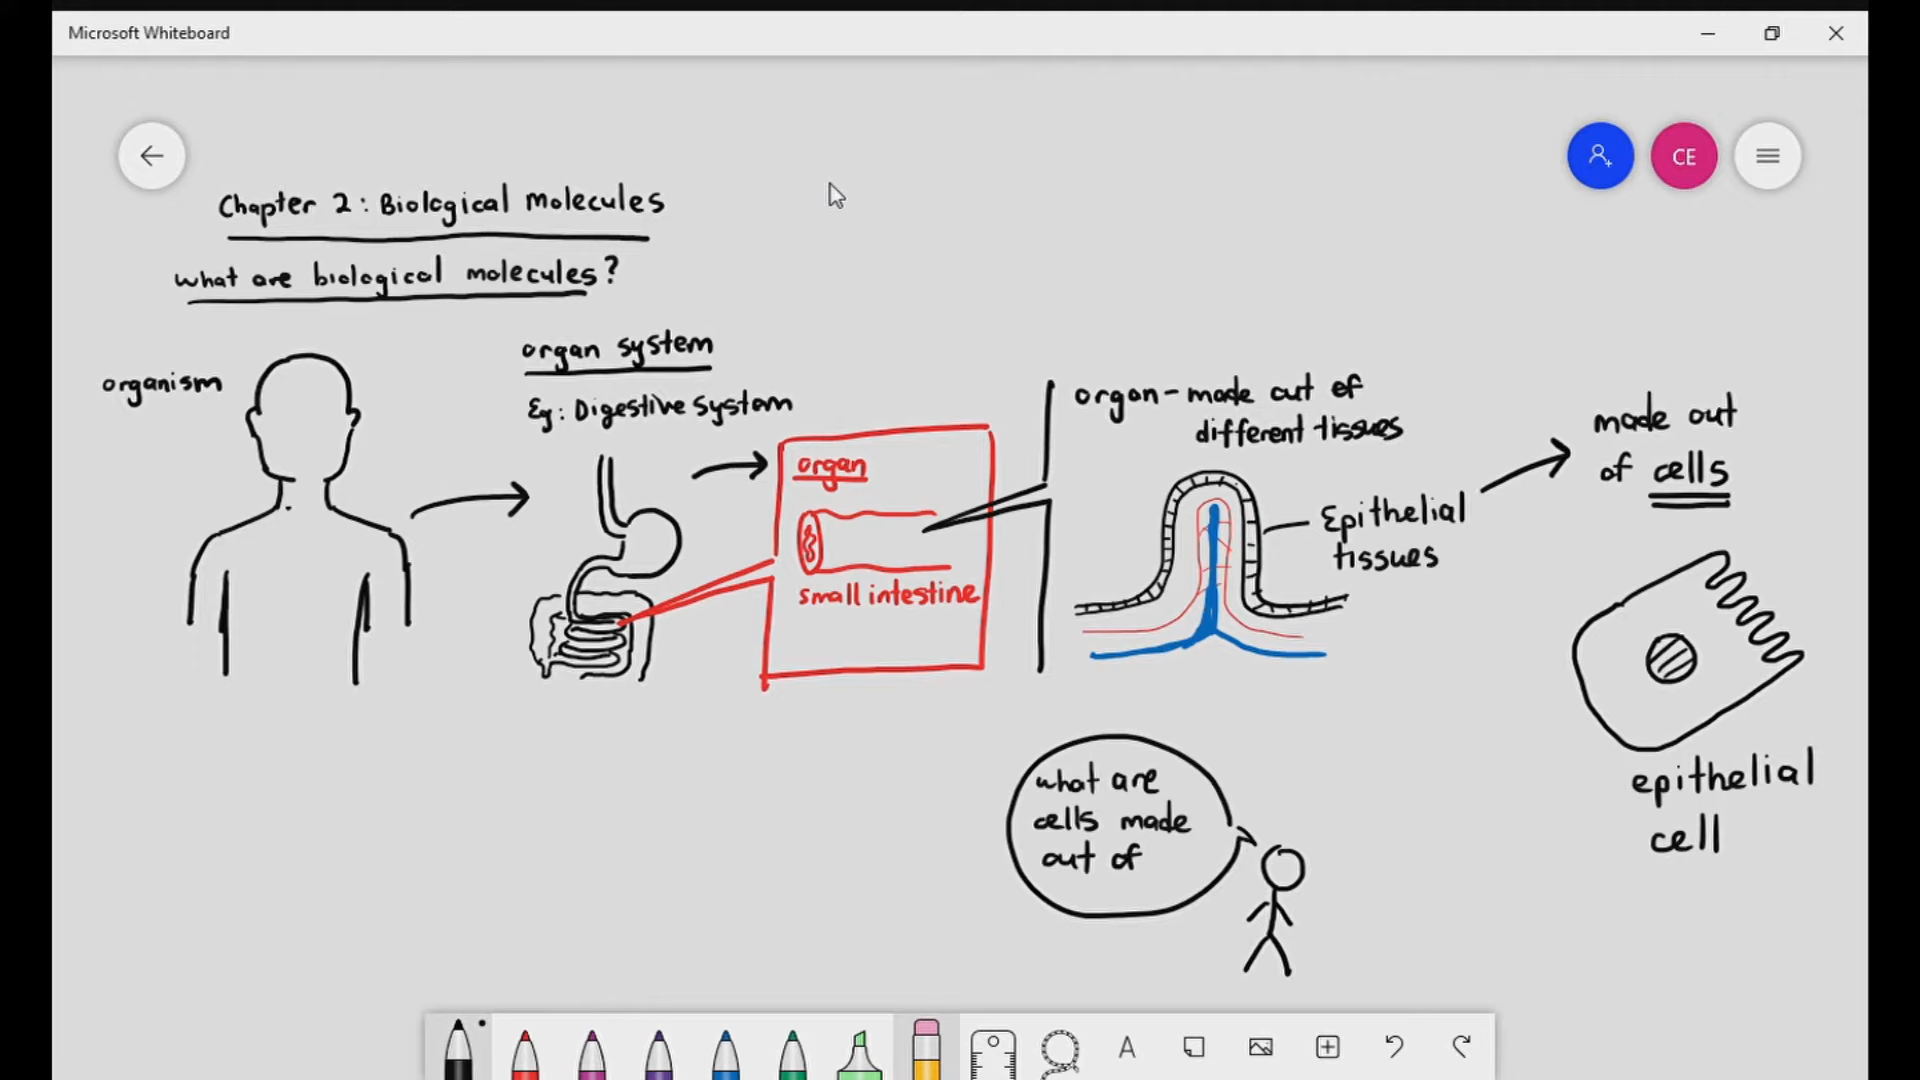 Microsoft Whiteboard
CE
Chapter 2: Biological molecules
what are biological molecules?
organism
organ system
Eg: Digestive system
organ
small intestine
organ - made out of
different tissues
Epithelial
tissues
made out
of cells
epithelial
cell
what are
cells made
out of
A